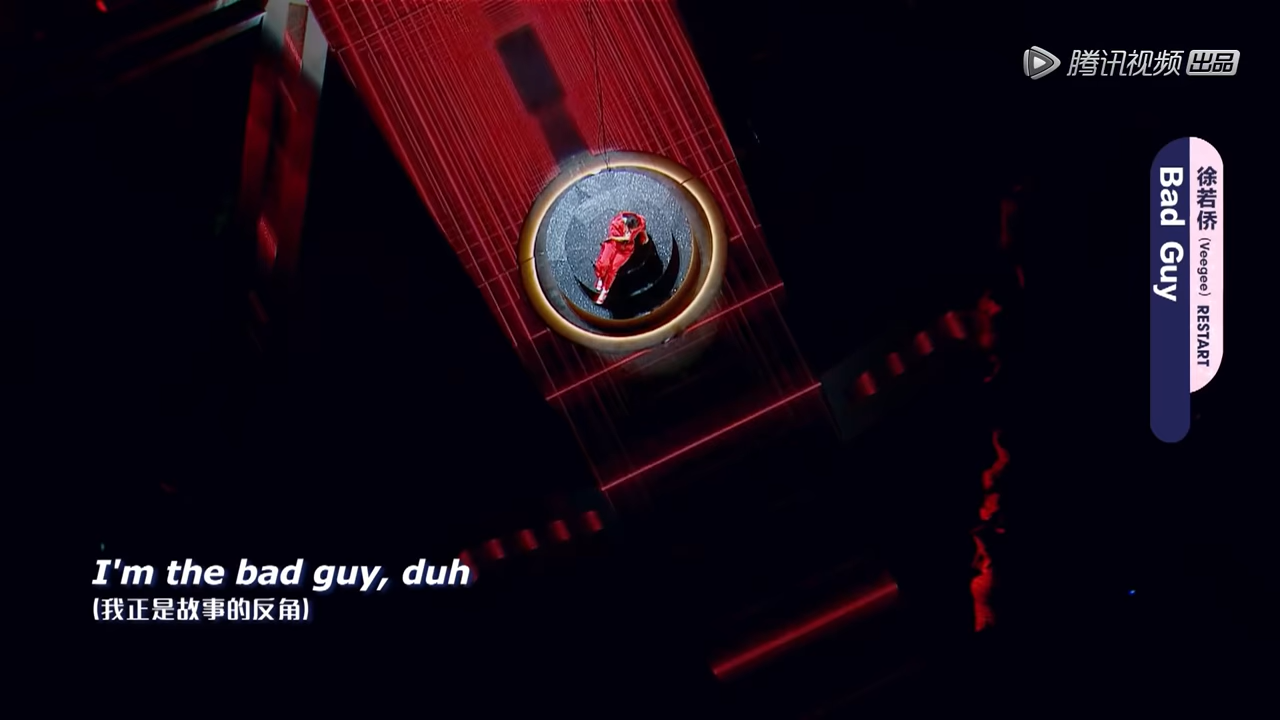 腾讯视频 出品
徐若侨 (Veegee) RESTART
Bad Guy
I'm the bad guy, duh
(我正是故事的反角)